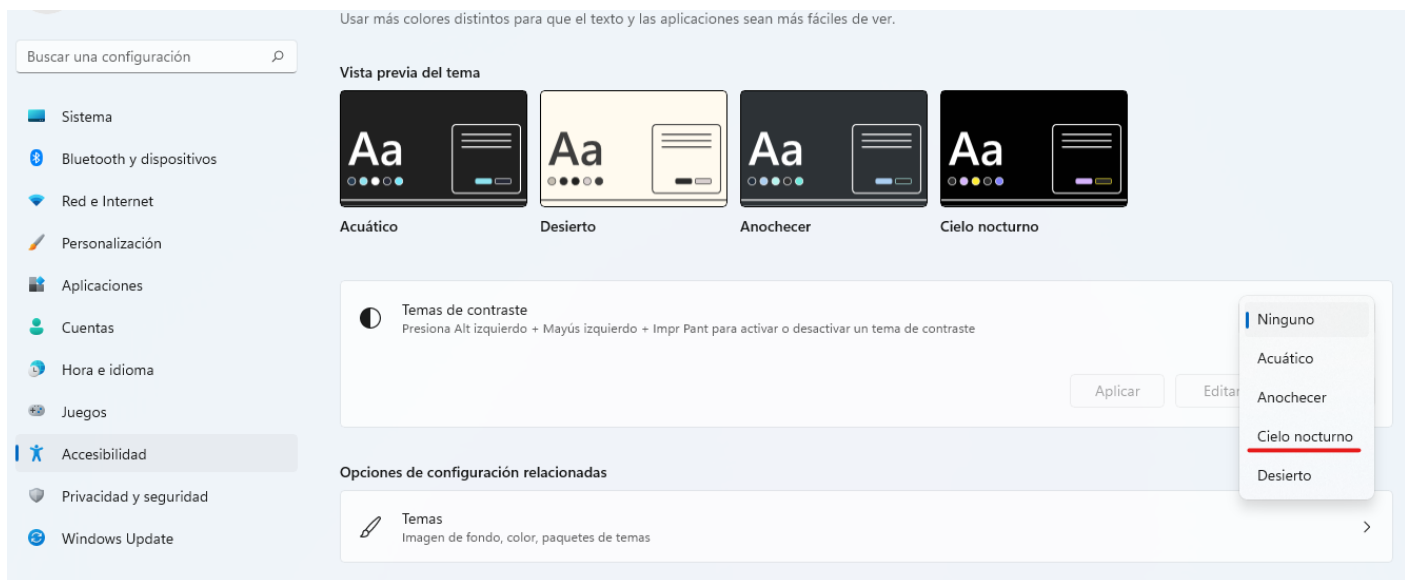 Usar más colores distintos para que el texto y las aplicaciones sean más fáciles de ver.
Buscar una configuración
Sistema
Bluetooth y dispositivos
Red e Internet
Personalización
Aplicaciones
Cuentas
Hora e idioma
Juegos
Accesibilidad
Privacidad y seguridad
Windows Update
Vista previa del tema
Aa Aa Aa Aa
Acuático Desierto Anochecer Cielo nocturno
Temas de contraste
Presiona Alt izquierdo + Mayús izquierdo + Impr Pant para activar o desactivar un tema de contraste
Aplicar Editar
Ninguno
Acuático
Anochecer
Cielo nocturno
Desierto
Opciones de configuración relacionadas
Temas
Imagen de fondo, color, paquetes de temas